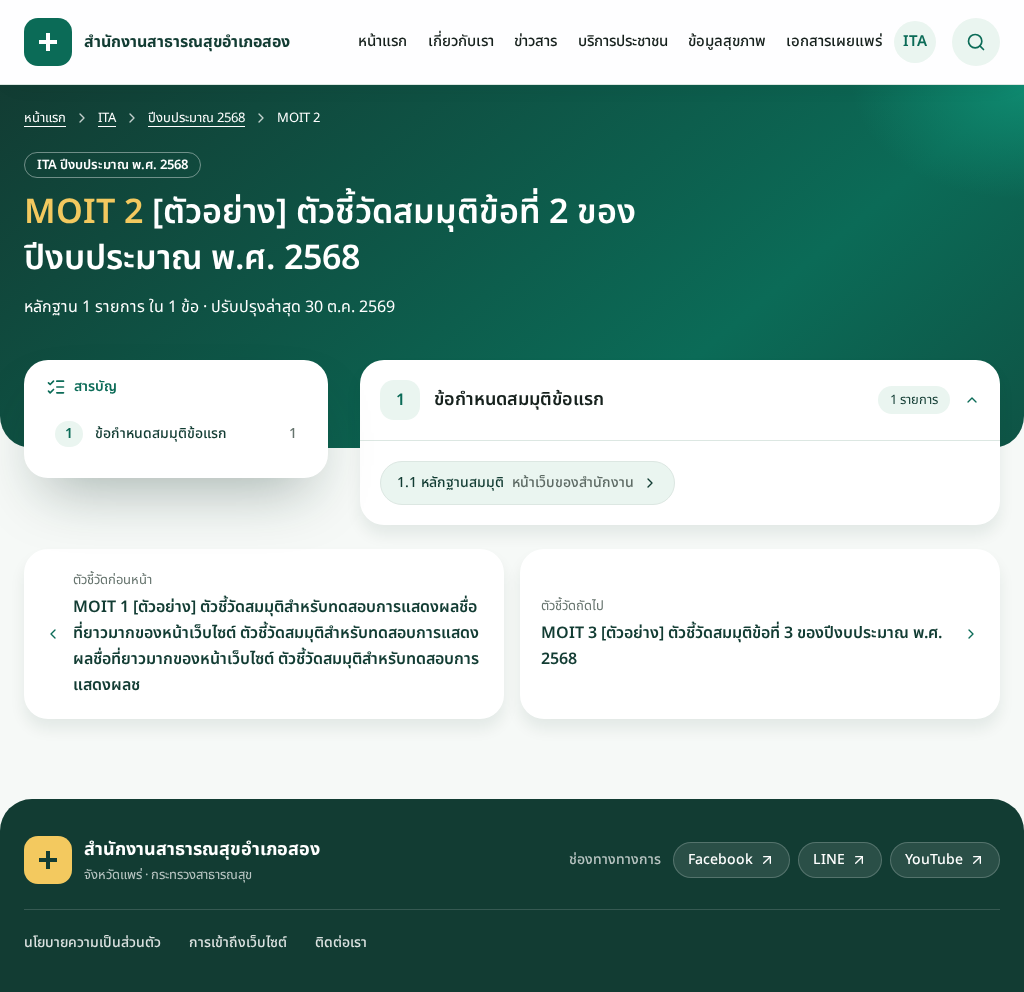 สำนักงานสาธารณสุขอำเภอสอง
หน้าแรก เกี่ยวกับเรา ข่าวสาร บริการประชาชน ข้อมูลสุขภาพ เอกสารเผยแพร่ ITA
หน้าแรก ITA ปีงบประมาณ 2568 MOIT 2
ITA ปีงบประมาณ พ.ศ. 2568
MOIT 2 [ตัวอย่าง] ตัวชี้วัดสมมุติข้อที่ 2 ของ
ปีงบประมาณ พ.ศ. 2568
หลักฐาน 1 รายการ ใน 1 ข้อ · ปรับปรุงล่าสุด 30 ต.ค. 2569
สารบัญ
1 ข้อกำหนดสมมุติข้อแรก 1
1 ข้อกำหนดสมมุติข้อแรก 1 รายการ
1.1 หลักฐานสมมุติ หน้าเว็บของสำนักงาน
ตัวชี้วัดก่อนหน้า
MOIT 1 [ตัวอย่าง] ตัวชี้วัดสมมุติสำหรับทดสอบการแสดงผลชื่อ
ที่ยาวมากของหน้าเว็บไซต์ ตัวชี้วัดสมมุติสำหรับทดสอบการแสดง
ผลชื่อที่ยาวมากของหน้าเว็บไซต์ ตัวชี้วัดสมมุติสำหรับทดสอบการ
แสดงผลช
ตัวชี้วัดถัดไป
MOIT 3 [ตัวอย่าง] ตัวชี้วัดสมมุติข้อที่ 3 ของปีงบประมาณ พ.ศ.
2568
สำนักงานสาธารณสุขอำเภอสอง
จังหวัดแพร่ · กระทรวงสาธารณสุข
ช่องทางทางการ Facebook LINE YouTube
นโยบายความเป็นส่วนตัว การเข้าถึงเว็บไซต์ ติดต่อเรา